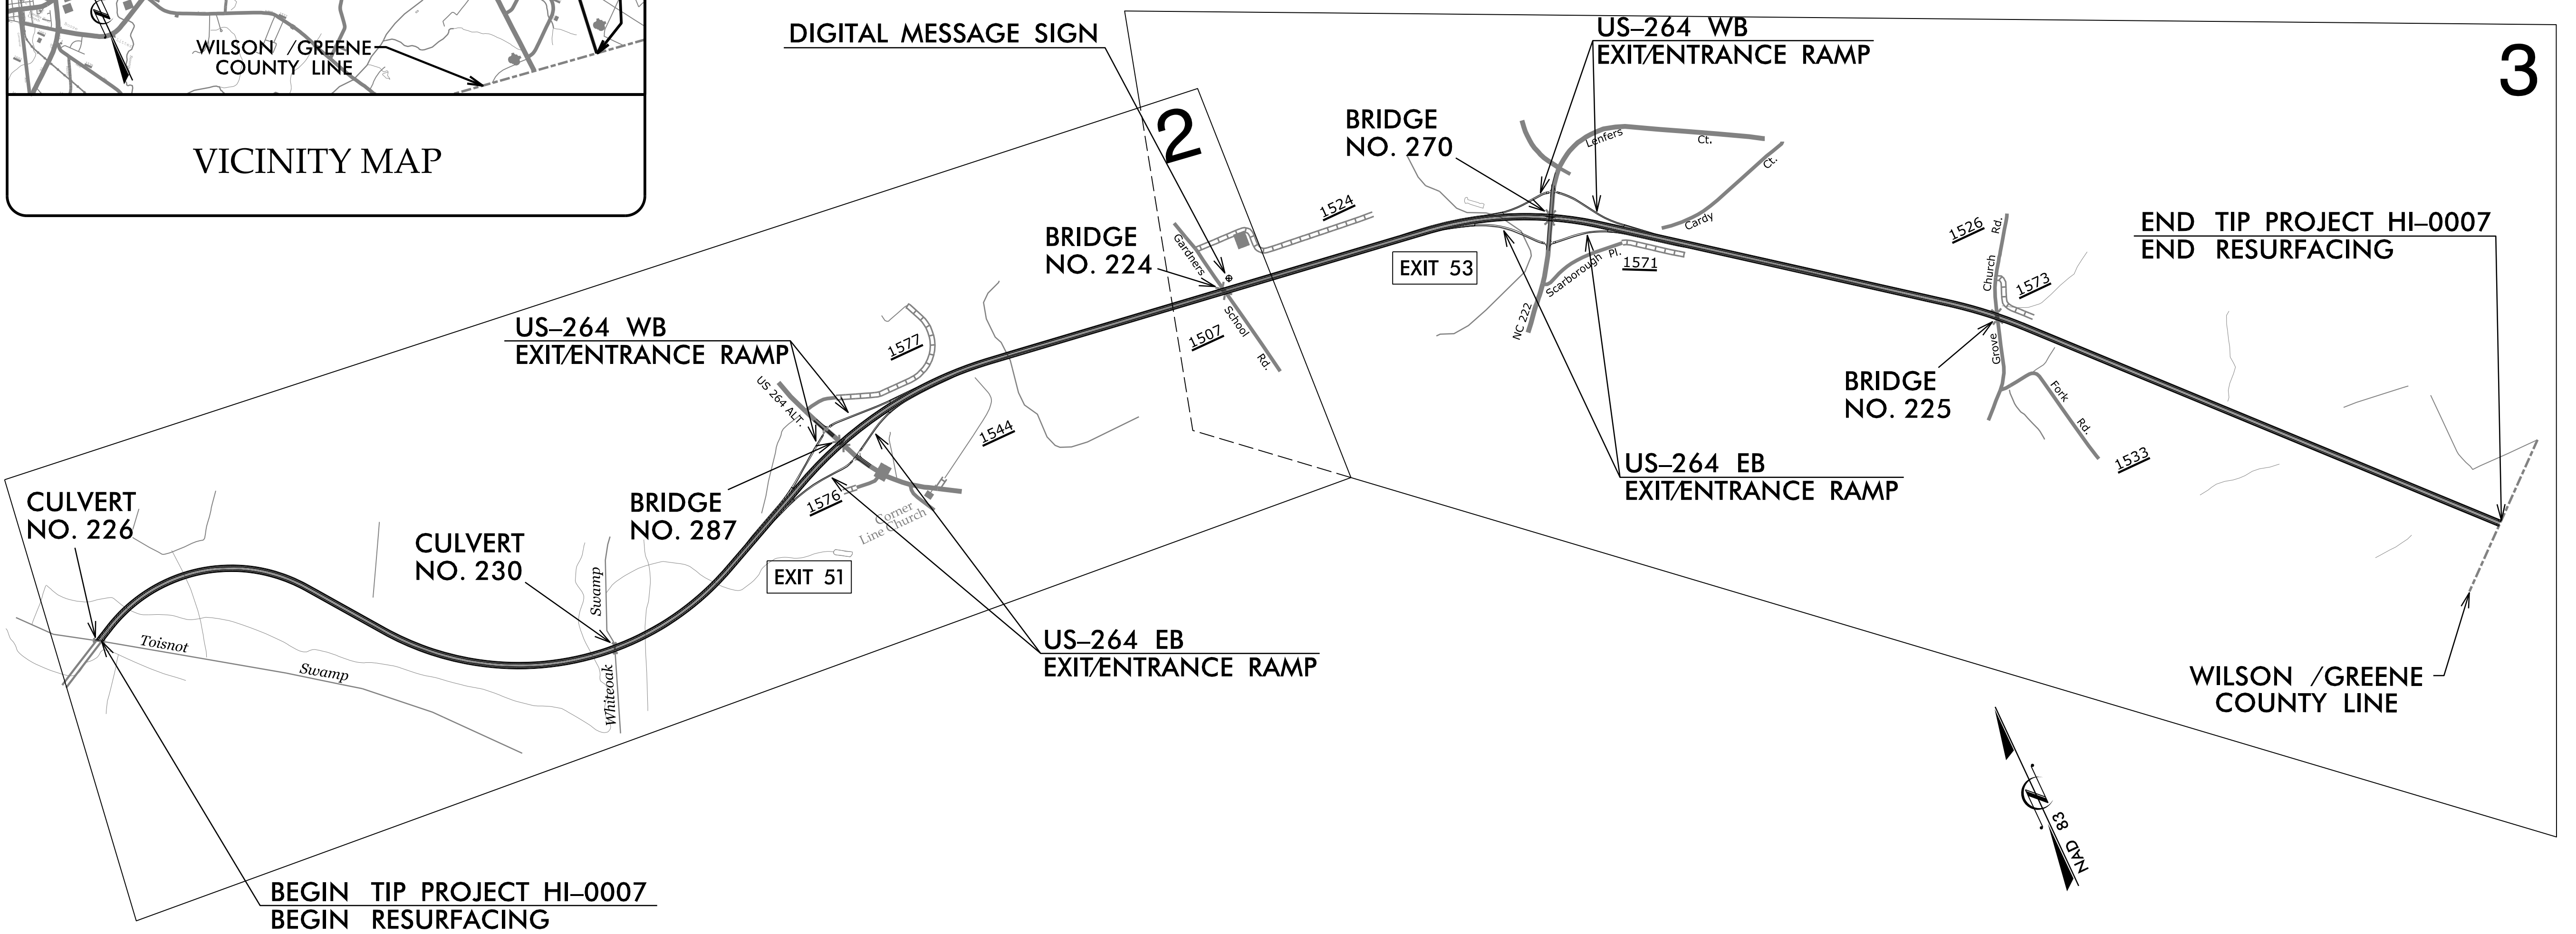 WILSON /GREENE
COUNTY LINE
VICINITY MAP
DIGITAL MESSAGE SIGN
US–264 WB
EXIT/ENTRANCE RAMP
3
2
BRIDGE
NO. 270
Lenfers
Ct.
Ct.
Cardy
1524
BRIDGE
NO. 224
Gardners
School
Rd.
1507
EXIT 53
Scarborough Pl.
1571
NC 222
1526
Rd.
Church
Grove
1573
END TIP PROJECT HI–0007
END RESURFACING
US–264 WB
EXIT/ENTRANCE RAMP
1577
US 264 ALT.
1544
BRIDGE
NO. 225
Fork
Rd.
1533
US–264 EB
EXIT/ENTRANCE RAMP
CULVERT
NO. 226
BRIDGE
NO. 287
1576
Corner
Line Church
CULVERT
NO. 230
EXIT 51
Swamp
Whiteoak
Toisnot
Swamp
US–264 EB
EXIT/ENTRANCE RAMP
WILSON /GREENE
COUNTY LINE
NAD 83
BEGIN TIP PROJECT HI–0007
BEGIN RESURFACING